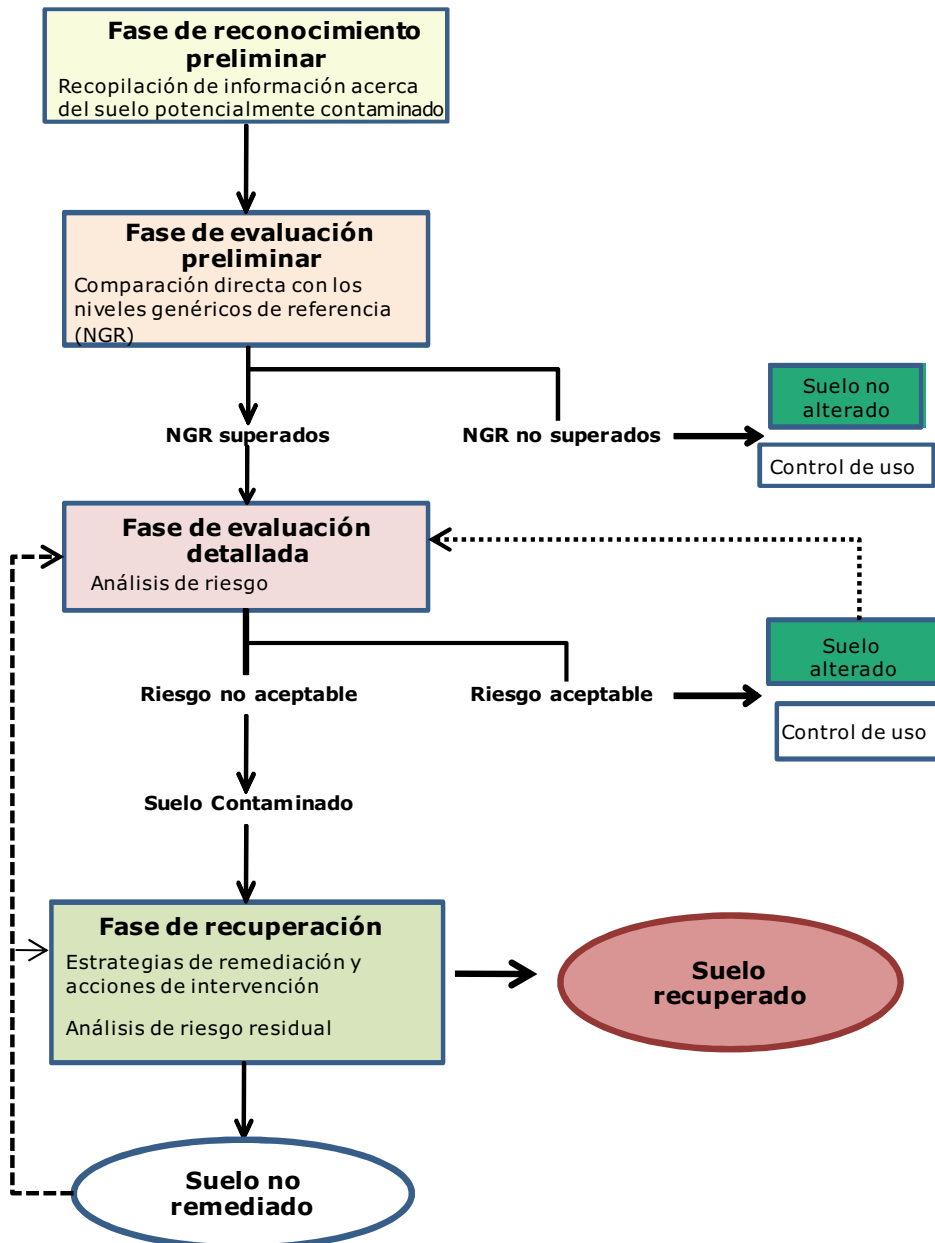 Fase de reconocimiento
preliminar
Recopilación de información acerca
del suelo potencialmente contaminado
Fase de evaluación
preliminar
Comparación directa con los
niveles genéricos de referencia
(NGR)
Suelo no
alterado
NGR superados
NGR no superados
Control de uso
Fase de evaluación
detallada
Análisis de riesgo
Suelo
alterado
Riesgo no aceptable
Riesgo aceptable
Control de uso
Suelo Contaminado
Fase de recuperación
Estrategias de remediación y
acciones de intervención
Análisis de riesgo residual
Suelo
recuperado
Suelo no
remediado